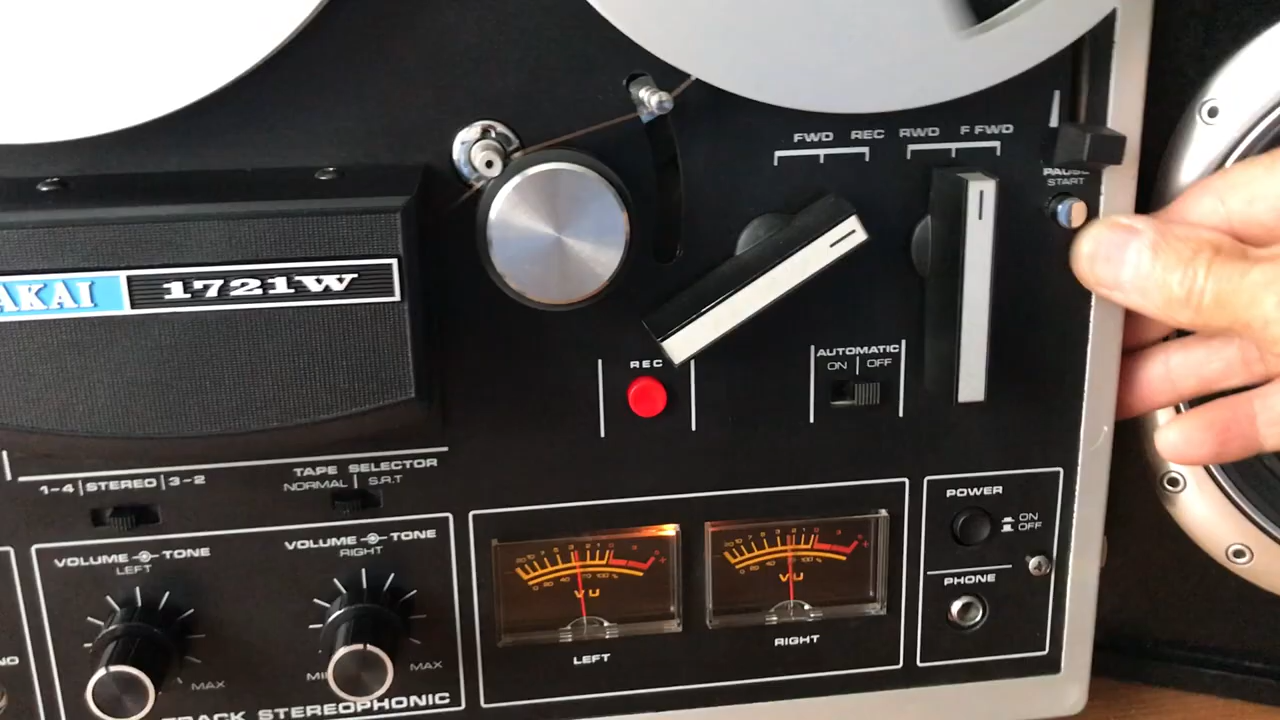 FWD REC RWD F FWD
PAUSE
START
AKAI 1721W
REC
AUTOMATIC
ON | OFF
1-4 | STEREO | 3-2
TAPE SELECTOR
NORMAL | S.R.T
VOLUME TONE
LEFT
VOLUME TONE
RIGHT
MAX
MAX
VU
VU
LEFT
RIGHT
POWER
ON
OFF
PHONE
STEREOPHONIC